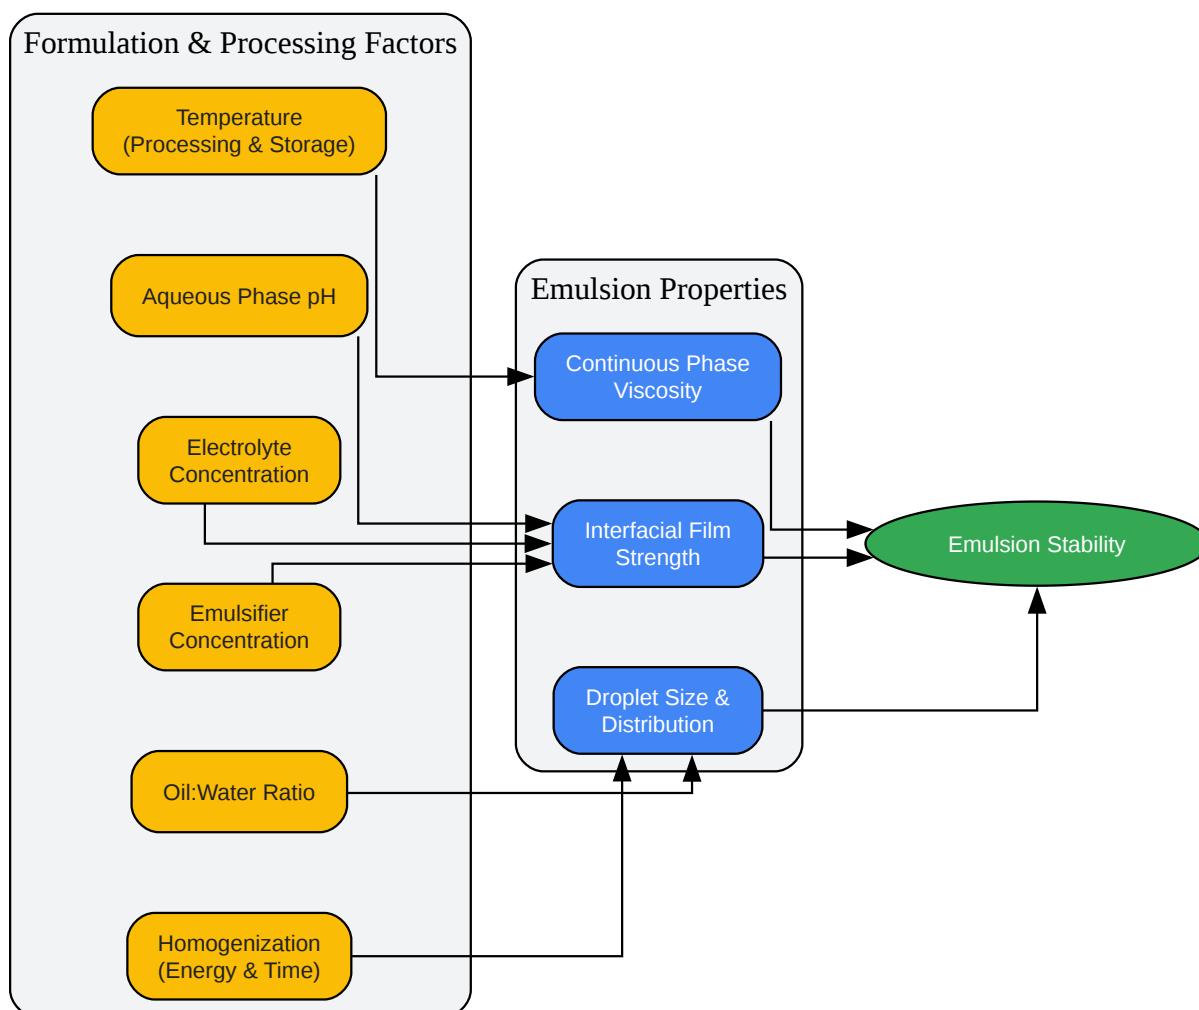 Formulation & Processing Factors
Temperature
(Processing & Storage)
Aqueous Phase pH
Electrolyte
Concentration
Emulsifier
Concentration
Oil:Water Ratio
Homogenization
(Energy & Time)
Emulsion Properties
Continuous Phase
Viscosity
Interfacial Film
Strength
Droplet Size &
Distribution
Emulsion Stability